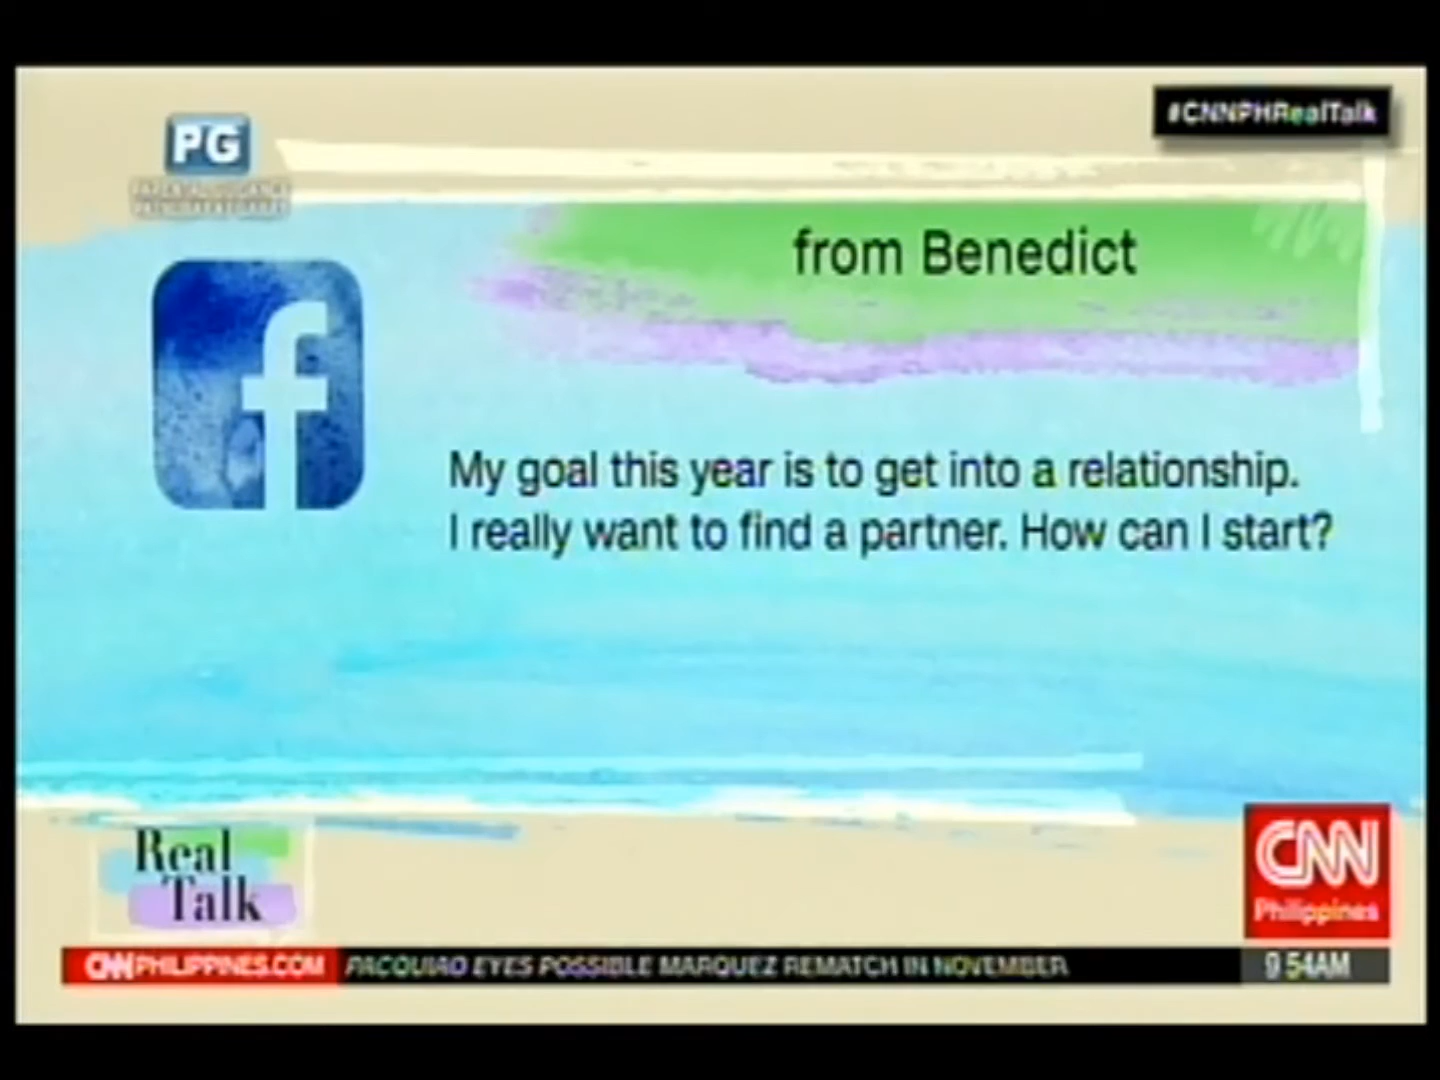 #CNNPHRealTalk
PG
from Benedict
My goal this year is to get into a relationship.
I really want to find a partner. How can I start?
Real
Talk
CNN
Philippines
CNNPHILIPPINES.COM PACQUIAO EYES POSSIBLE MARQUEZ REMATCH IN NOVEMBER 9 54AM